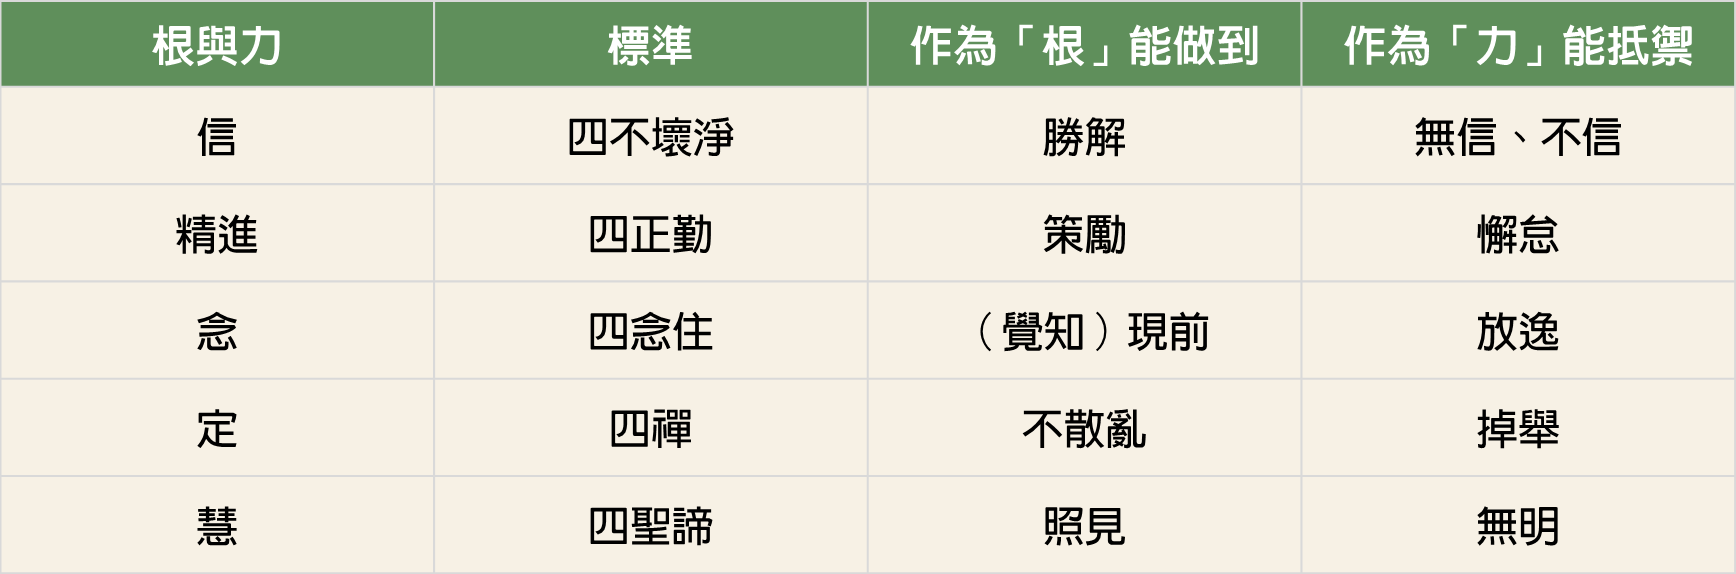 根與力 標準 作為「根」能做到 作為「力」能抵禦
信 四不壞淨 勝解 無信、不信
精進 四正勤 策勵 懈怠
念 四念住 （覺知）現前 放逸
定 四禪 不散亂 掉舉
慧 四聖諦 照見 無明